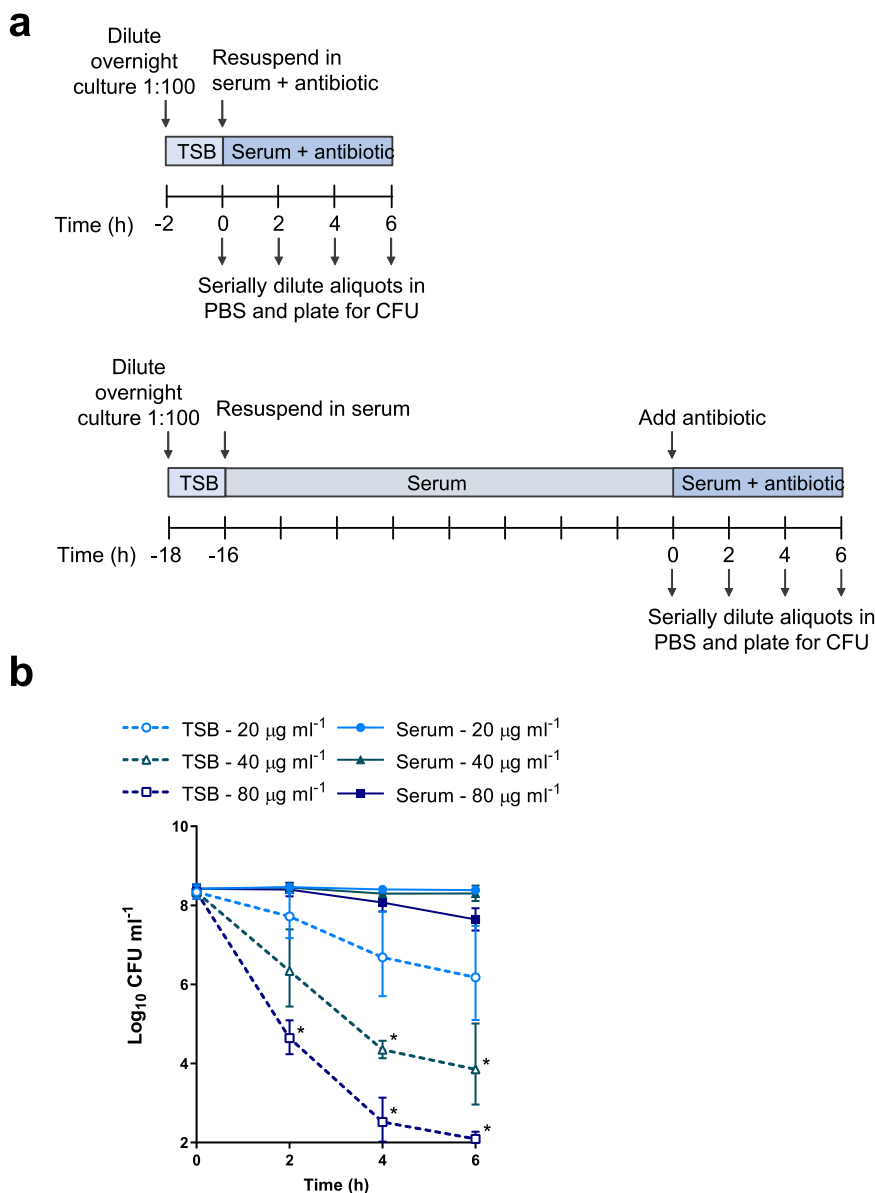 a
Dilute
overnight
culture 1:100
Resuspend in
serum + antibiotic
TSB
Serum + antibiotic
Time (h)
-2 0 2 4 6
Serially dilute aliquots in
PBS and plate for CFU
Dilute
overnight
culture 1:100
Resuspend in serum
Add antibiotic
TSB
Serum
Serum + antibiotic
Time (h)
-18 -16 0 2 4 6
Serially dilute aliquots in
PBS and plate for CFU
b
TSB - 20 μg ml⁻¹
Serum - 20 μg ml⁻¹
TSB - 40 μg ml⁻¹
Serum - 40 μg ml⁻¹
TSB - 80 μg ml⁻¹
Serum - 80 μg ml⁻¹
Log₁₀ CFU ml⁻¹
10
8
6
4
2
*
*
*
*
*
0 2 4 6
Time (h)